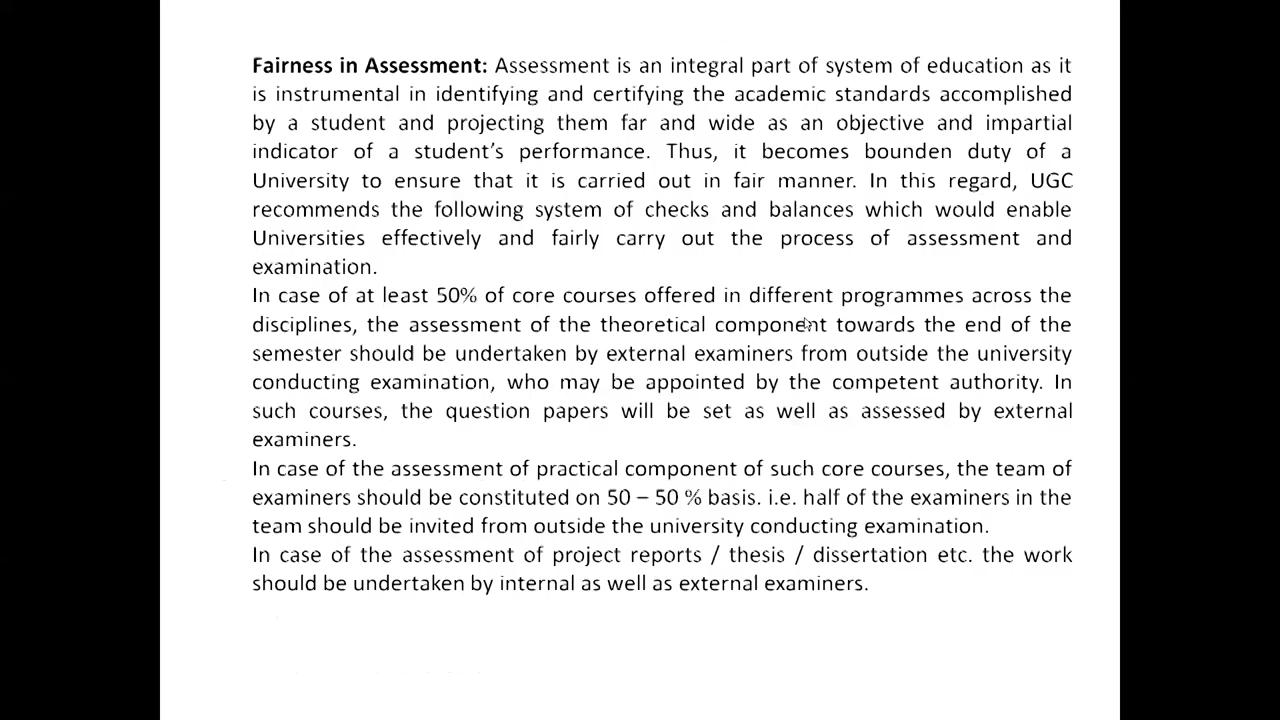 Fairness in Assessment: Assessment is an integral part of system of education as it
is instrumental in identifying and certifying the academic standards accomplished
by a student and projecting them far and wide as an objective and impartial
indicator of a student's performance. Thus, it becomes bounden duty of a
University to ensure that it is carried out in fair manner. In this regard, UGC
recommends the following system of checks and balances which would enable
Universities effectively and fairly carry out the process of assessment and
examination.
In case of at least 50% of core courses offered in different programmes across the
disciplines, the assessment of the theoretical component towards the end of the
semester should be undertaken by external examiners from outside the university
conducting examination, who may be appointed by the competent authority. In
such courses, the question papers will be set as well as assessed by external
examiners.
In case of the assessment of practical component of such core courses, the team of
examiners should be constituted on 50 – 50 % basis. i.e. half of the examiners in the
team should be invited from outside the university conducting examination.
In case of the assessment of project reports / thesis / dissertation etc. the work
should be undertaken by internal as well as external examiners.